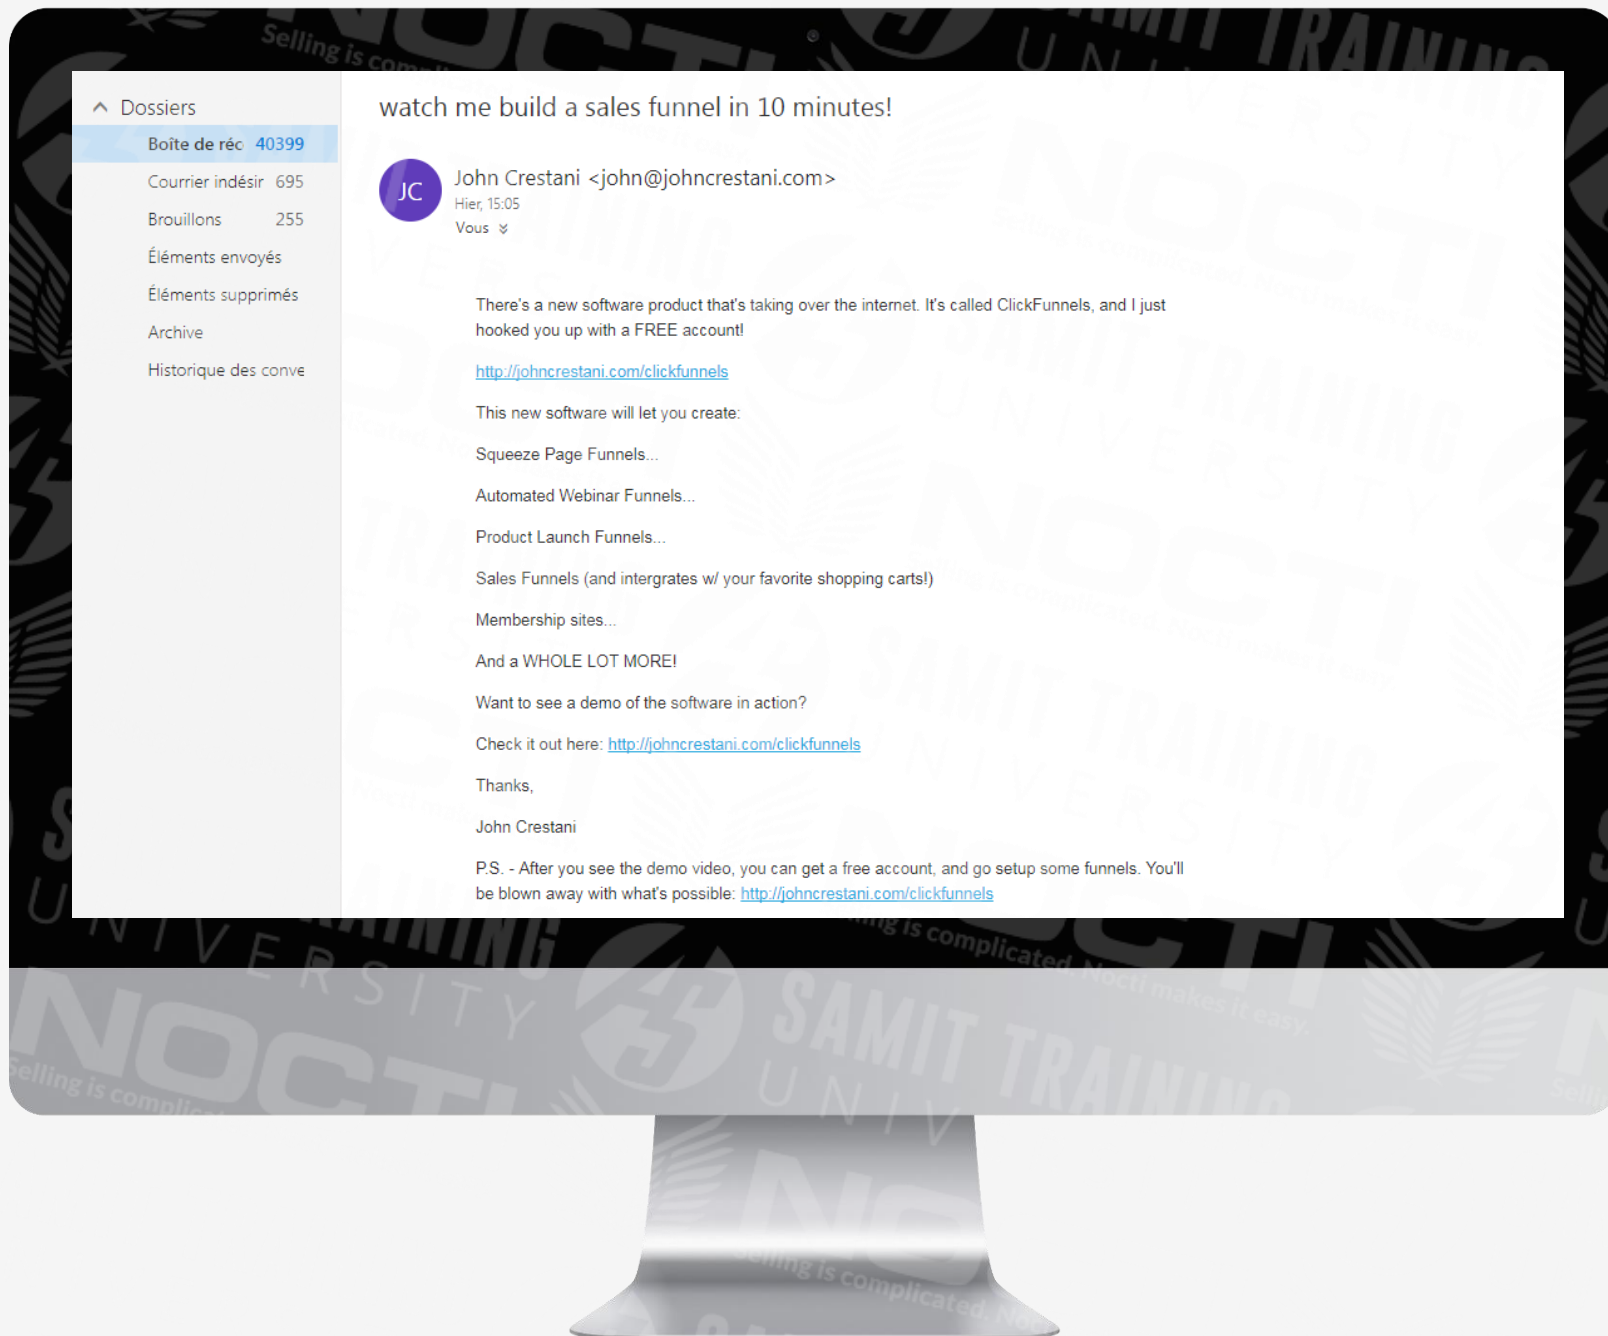 Dossiers
Boîte de réc 40399
Courrier indésir 695
Brouillons 255
Éléments envoyés
Éléments supprimés
Archive
Historique des conve
watch me build a sales funnel in 10 minutes!
JC
John Crestani <john@johncrestani.com>
Hier, 15:05
Vous
There's a new software product that's taking over the internet. It's called ClickFunnels, and I just
hooked you up with a FREE account!
http://johncrestani.com/clickfunnels
This new software will let you create:
Squeeze Page Funnels...
Automated Webinar Funnels...
Product Launch Funnels...
Sales Funnels (and intergrates w/ your favorite shopping carts!)
Membership sites...
And a WHOLE LOT MORE!
Want to see a demo of the software in action?
Check it out here: http://johncrestani.com/clickfunnels
Thanks,
John Crestani
P.S. - After you see the demo video, you can get a free account, and go setup some funnels. You'll
be blown away with what's possible: http://johncrestani.com/clickfunnels
NOCTI
Selling is complicated. Nocti makes it easy.
SAMIT TRAINING
UNIVERSITY